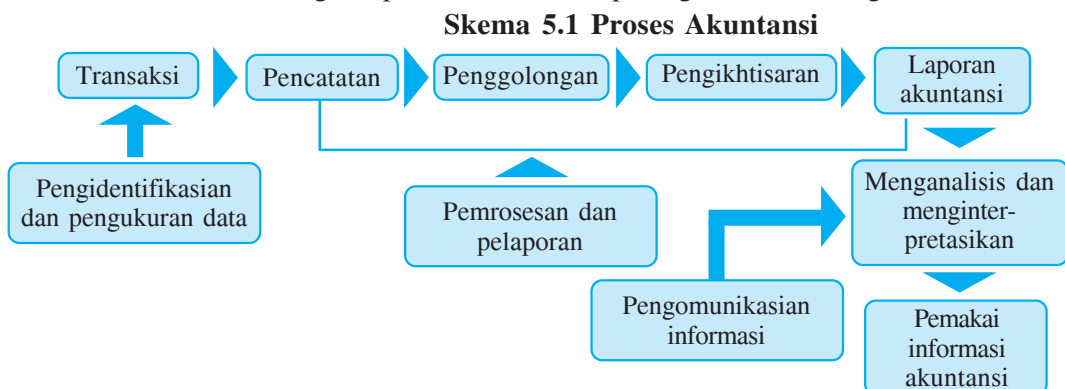 Skema 5.1 Proses Akuntansi
Transaksi
Pencatatan
Penggolongan
Pengikhtisaran
Laporan
akuntansi
Pengidentifikasian
dan pengukuran data
Pemrosesan dan
pelaporan
Menganalisis dan
menginter-
pretasikan
Pengomunikasian
informasi
Pemakai
informasi
akuntansi